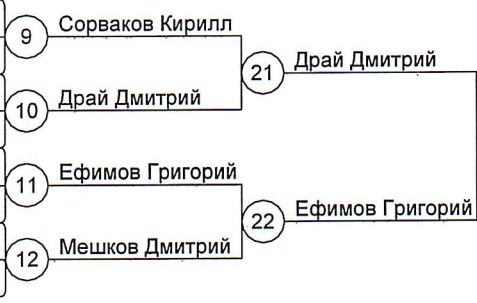 9 Сорваков Кирилл
21 Драй Дмитрий
10 Драй Дмитрий
11 Ефимов Григорий
22 Ефимов Григорий
12 Мешков Дмитрий